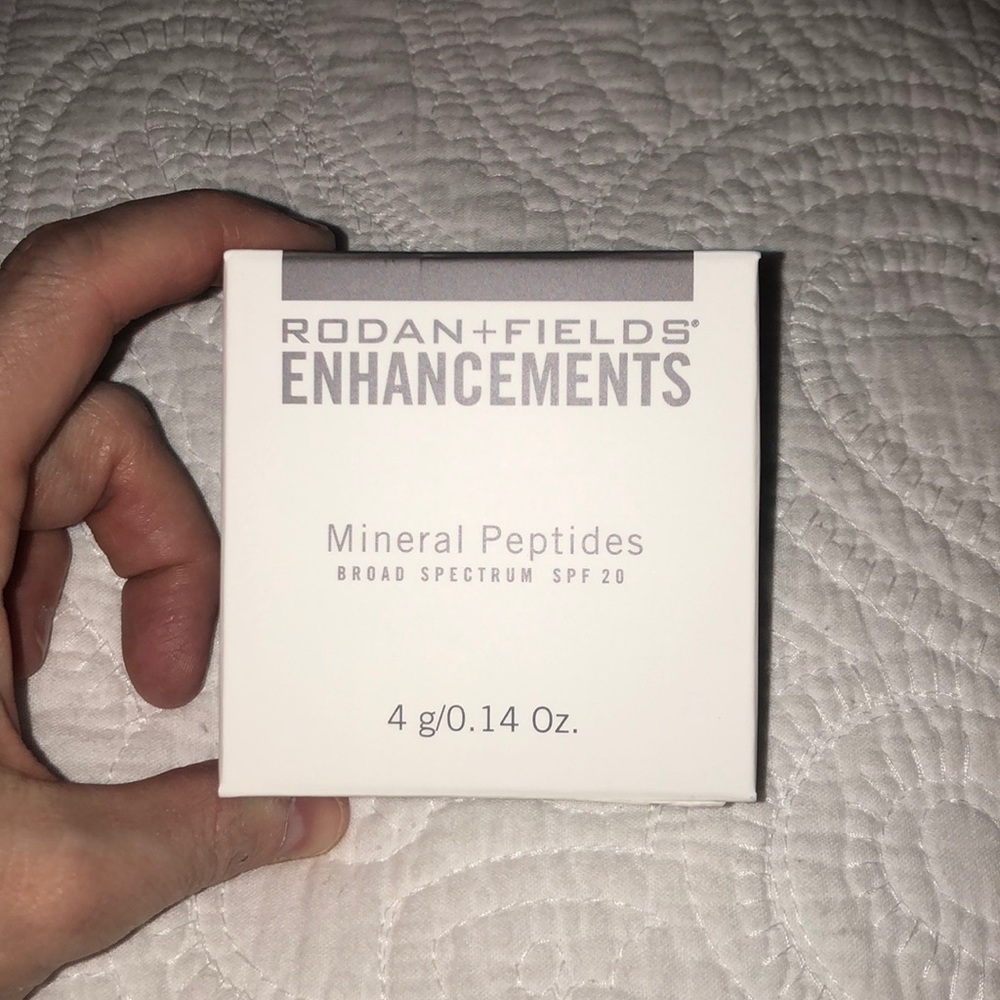 RODAN+FIELDS®
ENHANCEMENTS
Mineral Peptides
BROAD SPECTRUM SPF 20
4 g/0.14 Oz.